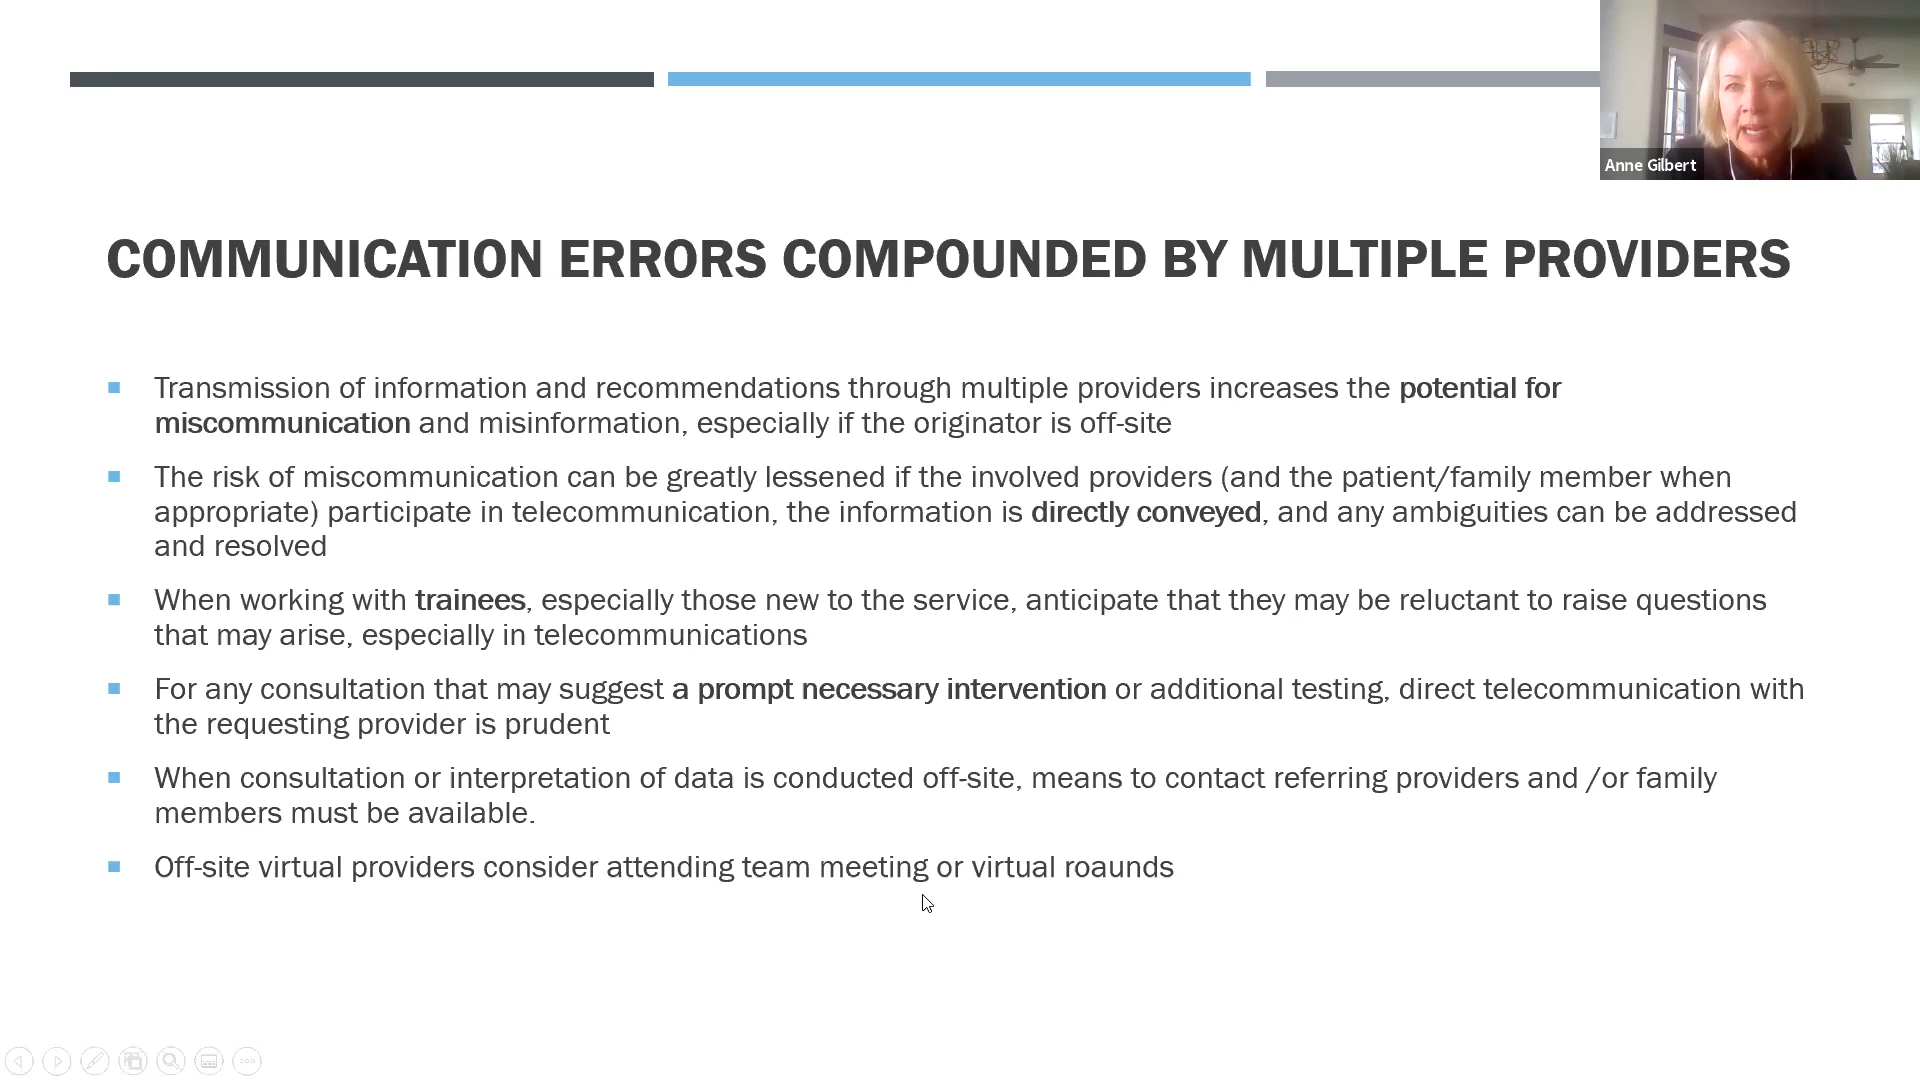 Anne Gilbert
COMMUNICATION ERRORS COMPOUNDED BY MULTIPLE PROVIDERS
Transmission of information and recommendations through multiple providers increases the potential for
miscommunication and misinformation, especially if the originator is off-site
The risk of miscommunication can be greatly lessened if the involved providers (and the patient/family member when
appropriate) participate in telecommunication, the information is directly conveyed, and any ambiguities can be addressed
and resolved
When working with trainees, especially those new to the service, anticipate that they may be reluctant to raise questions
that may arise, especially in telecommunications
For any consultation that may suggest a prompt necessary intervention or additional testing, direct telecommunication with
the requesting provider is prudent
When consultation or interpretation of data is conducted off-site, means to contact referring providers and /or family
members must be available.
Off-site virtual providers consider attending team meeting or virtual roaunds